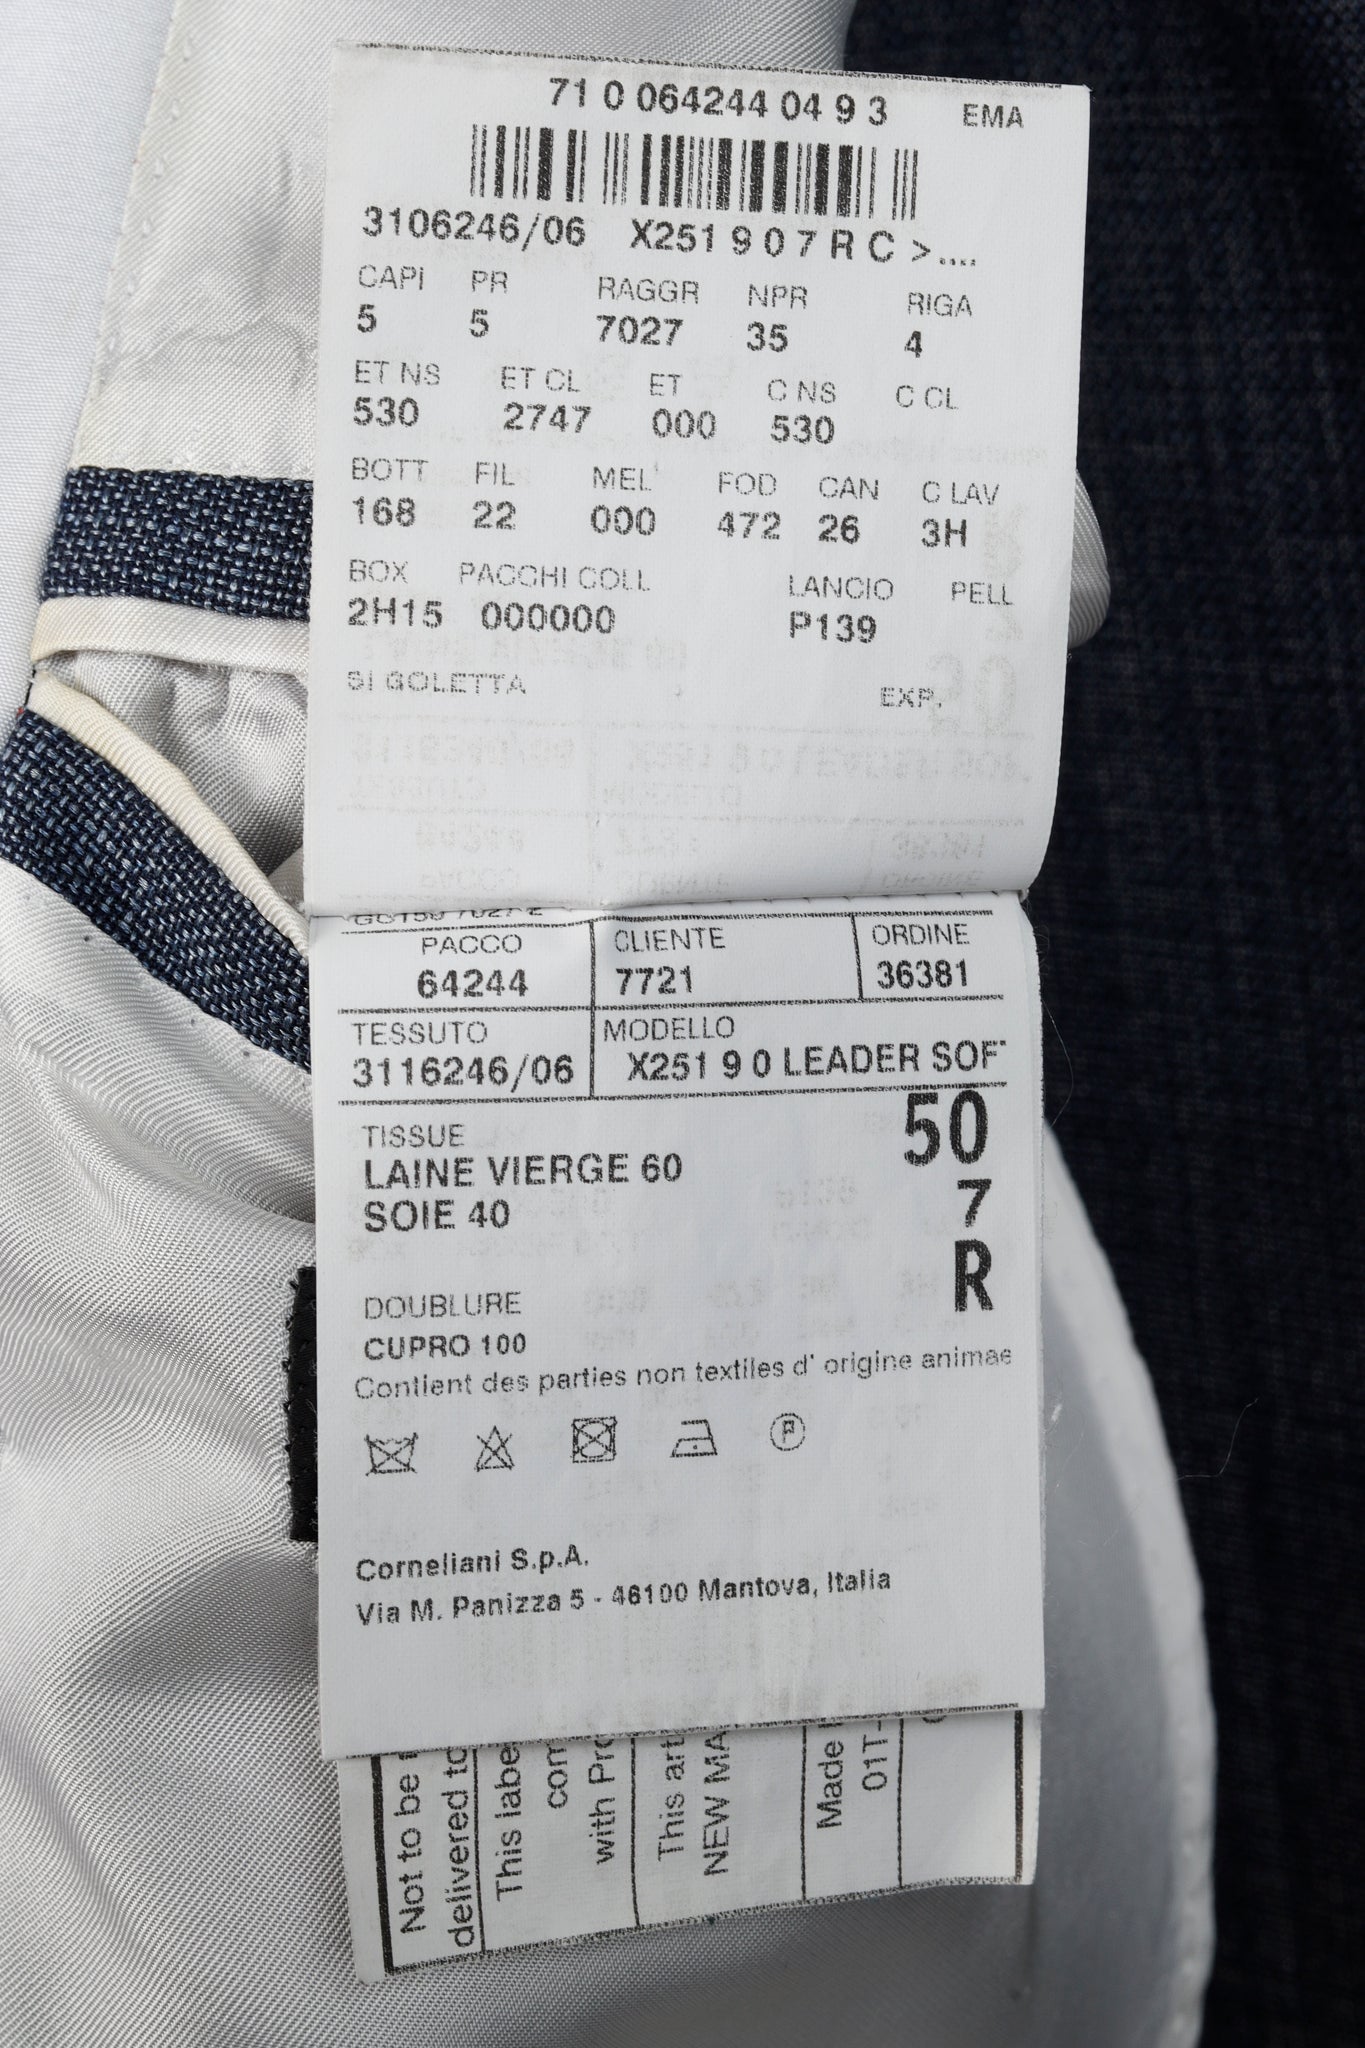 71 0 064244 04 9 3 EMA
3106246/06 X251 9 0 7 R C >....
CAPI PR RAGGR NPR RIGA
5 5 7027 35 4
ET NS ET CL ET C NS C CL
530 2747 000 530
BOTT FIL MEL FOD CAN C LAV
168 22 000 472 26 3H
BOX PACCHI COLL LANCIO PELL
2H15 000000 P139
SI GOLETTA EXP.
PACCO CLIENTE ORDINE
64244 7721 36381
TESSUTO MODELLO
3116246/06 X251 9 0 LEADER SOF
50
7
R
TISSUE
LAINE VIERGE 60
SOIE 40
DOUBLURE
CUPRO 100
Contient des parties non textiles d' origine animae
P
Corneliani S.p.A.
Via M. Panizza 5 - 46100 Mantova, Italia
Not to be
delivered to
This labe
com
with Pro
This art
NEW MA
Made
01T-